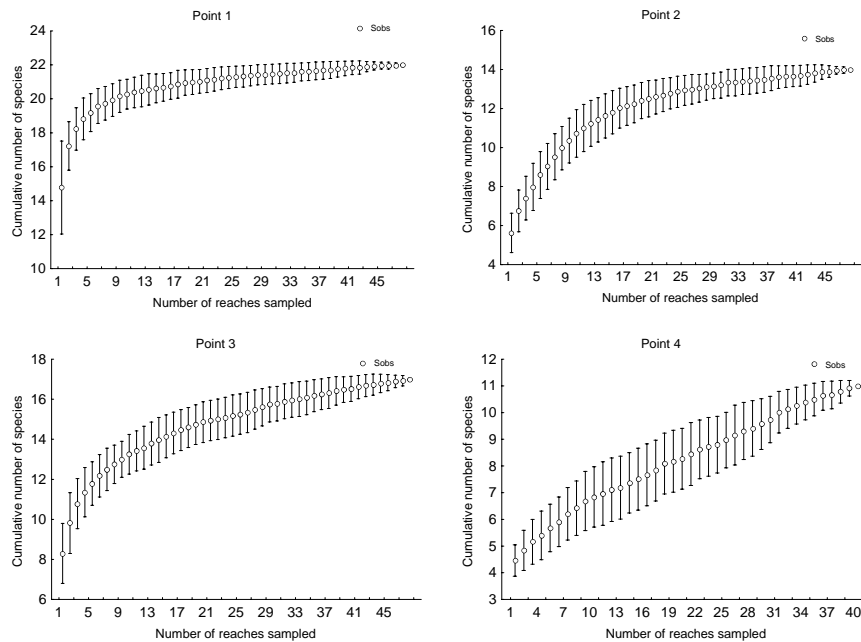 Point 1
Sobs
24
22
20
18
16
14
12
10
Cumulative number of species
1 5 9 13 17 21 25 29 33 37 41 45
Number of reaches sampled
Point 2
Sobs
16
14
12
10
8
6
4
Cumulative number of species
1 5 9 13 17 21 25 29 33 37 41 45
Number of reaches sampled
Point 3
Sobs
18
16
14
12
10
8
6
Cumulative number of species
1 5 9 13 17 21 25 29 33 37 41 45
Number of reaches sampled
Point 4
Sobs
12
11
10
9
8
7
6
5
4
3
Cumulative number of species
1 4 7 10 13 16 19 22 25 28 31 34 37 40
Number of reaches sampled